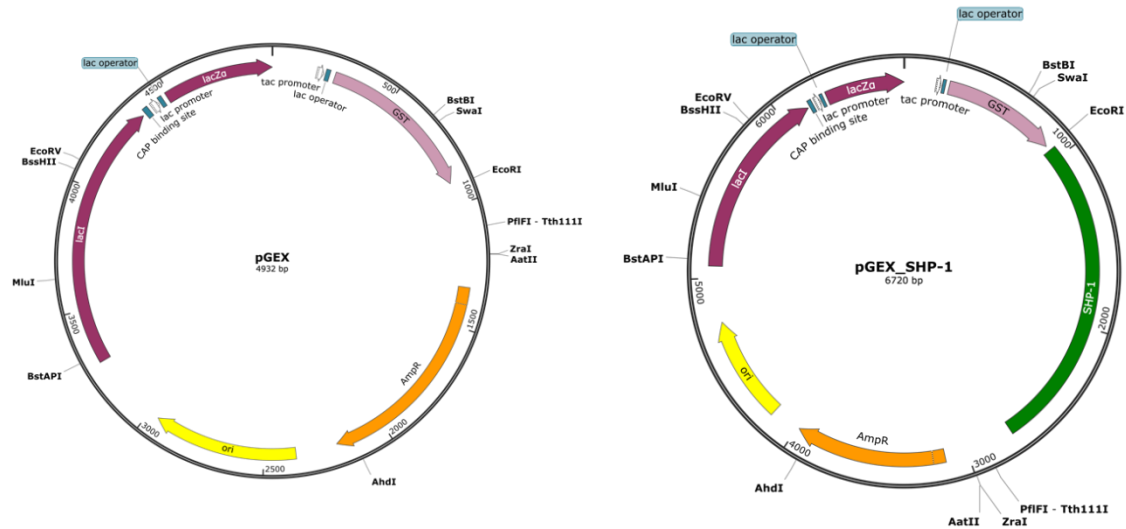 lac operator
4500
lacZα
tac promoter
lac operator
lac promoter
CAP binding site
500
GST
BstBI
SwaI
EcoRI
1000
PflFI - Tth111I
ZraI
AatII
1500
AmpR
2000
AhdI
2500
ori
3000
BstAPI
3500
MluI
lacI
4000
BssHII
EcoRV
pGEX
4932 bp
lac operator
lac operator
lacZα
lac promoter
CAP binding site
tac promoter
GST
BstBI
SwaI
EcoRI
1000
SHP-1
2000
3000
PflFI - Tth111I
ZraI
AatII
AmpR
4000
AhdI
ori
5000
BstAPI
MluI
lacI
BssHII
EcoRV
6000
pGEX_SHP-1
6720 bp